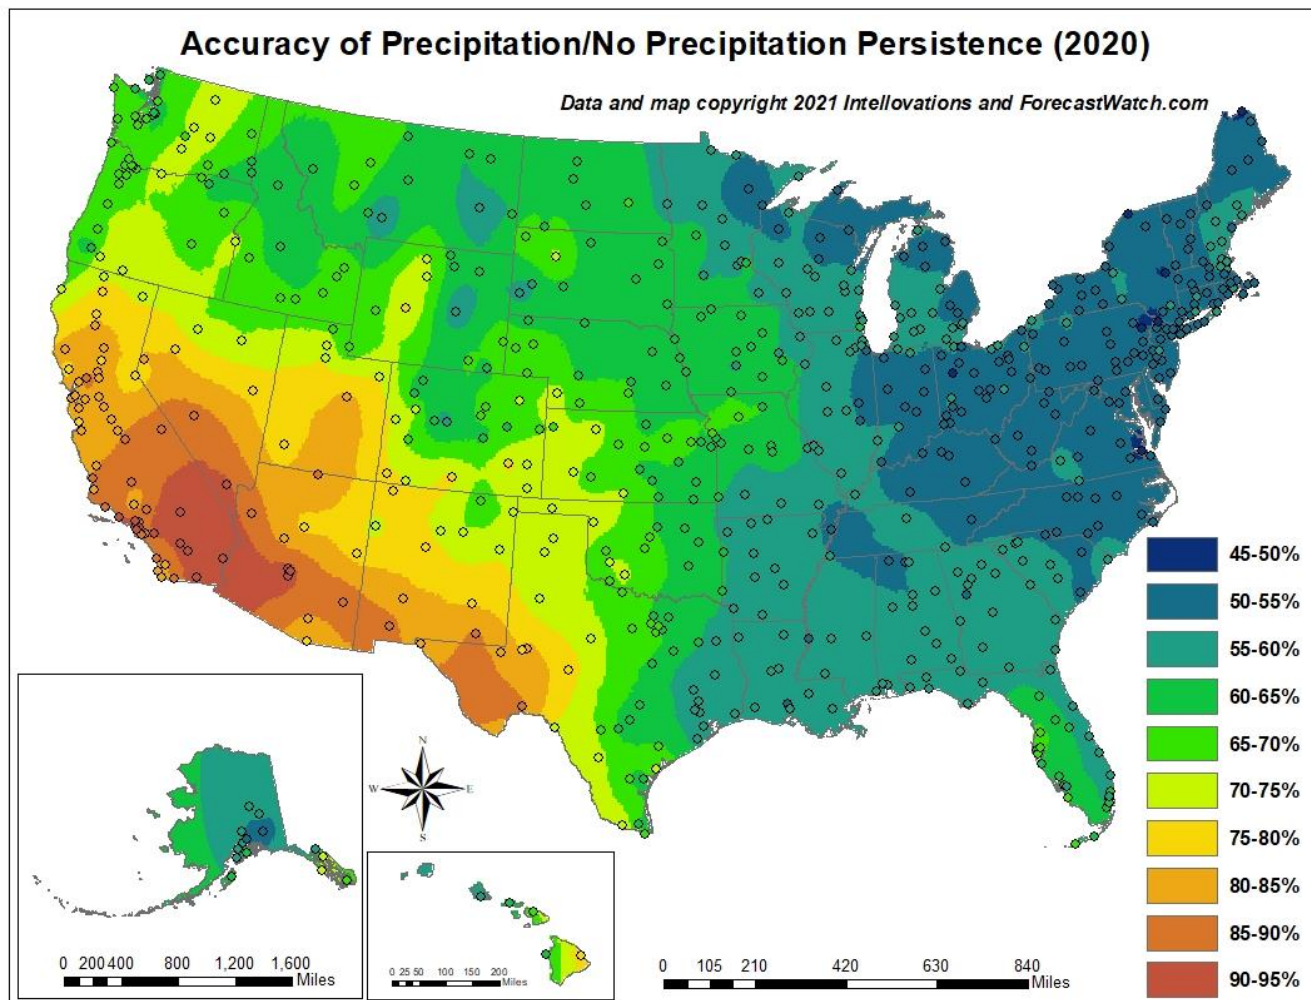 Accuracy of Precipitation/No Precipitation Persistence (2020)
Data and map copyright 2021 Intellovations and ForecastWatch.com
45-50%
50-55%
55-60%
60-65%
65-70%
70-75%
75-80%
80-85%
85-90%
90-95%
N
W E
S
0 200 400 800 1,200 1,600
Miles
0 25 50 100 150 200
Miles
0 105 210 420 630 840
Miles